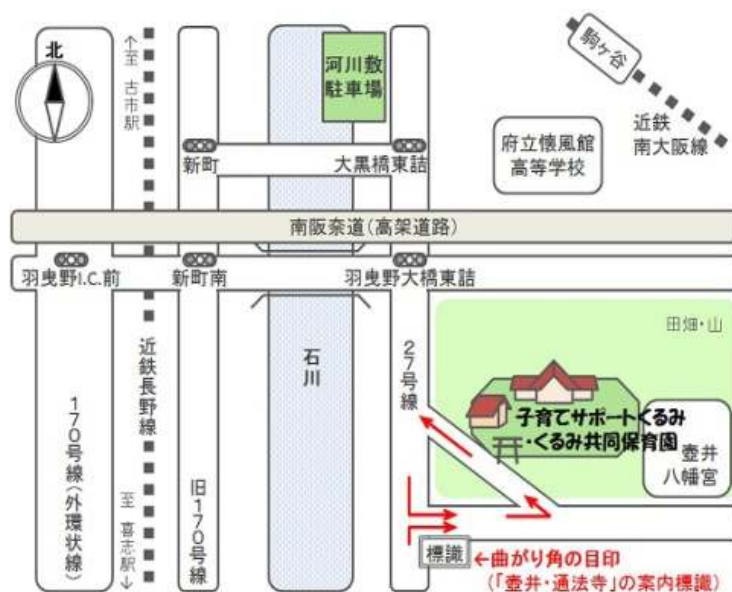 北
↑至 古市駅
河川敷
駐車場
駒ヶ谷
近鉄
南大阪線
府立懐風館
高等学校
新町
大黒橋東詰
南阪奈道(高架道路)
羽曳野I.C.前
新町南
羽曳野大橋東詰
田畑・山
170号線(外環状線)
近鉄長野線
至 喜志駅↓
旧170号線
石川
27号線
子育てサポートくるみ
・くるみ共同保育園
壺井
八幡宮
標識
←曲がり角の目印
(「壺井・通法寺」の案内標識)